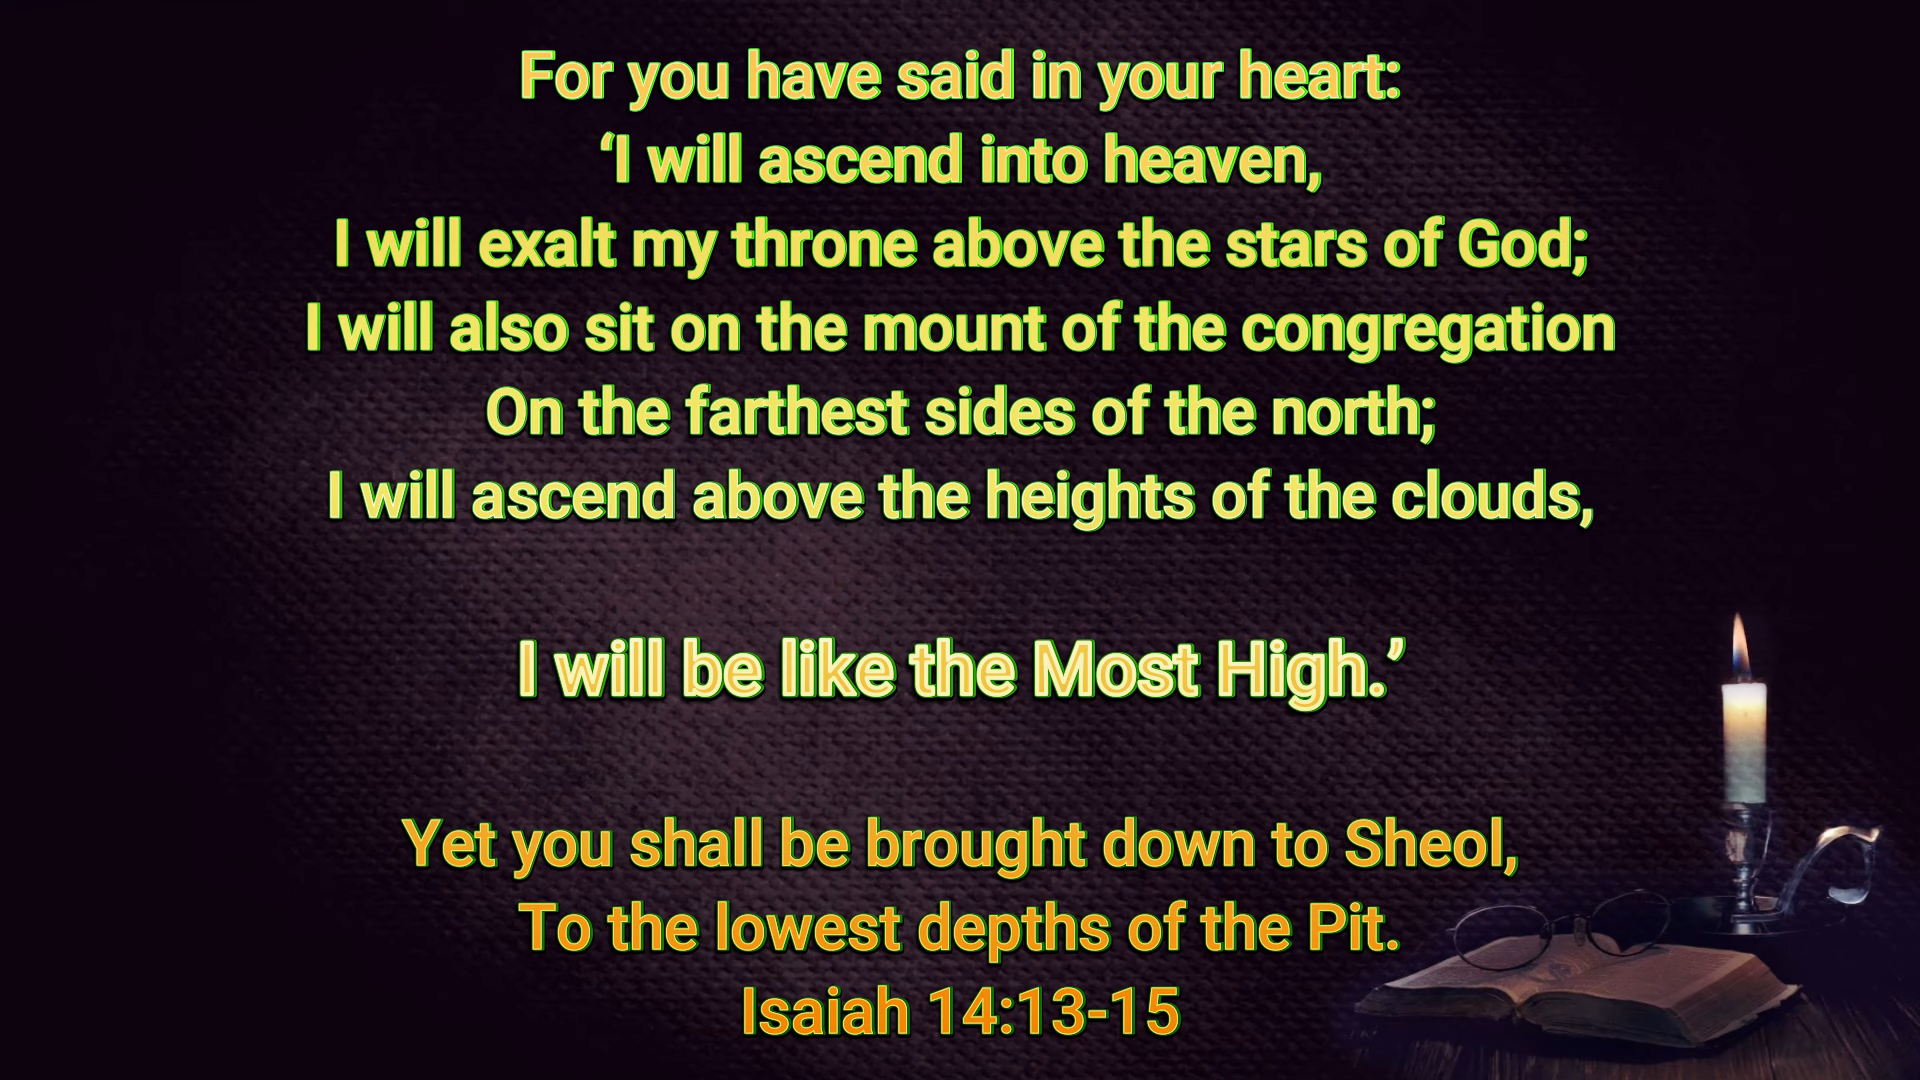 For you have said in your heart:
‘I will ascend into heaven,
I will exalt my throne above the stars of God;
I will also sit on the mount of the congregation
On the farthest sides of the north;
I will ascend above the heights of the clouds,
I will be like the Most High.’
Yet you shall be brought down to Sheol,
To the lowest depths of the Pit.
Isaiah 14:13-15